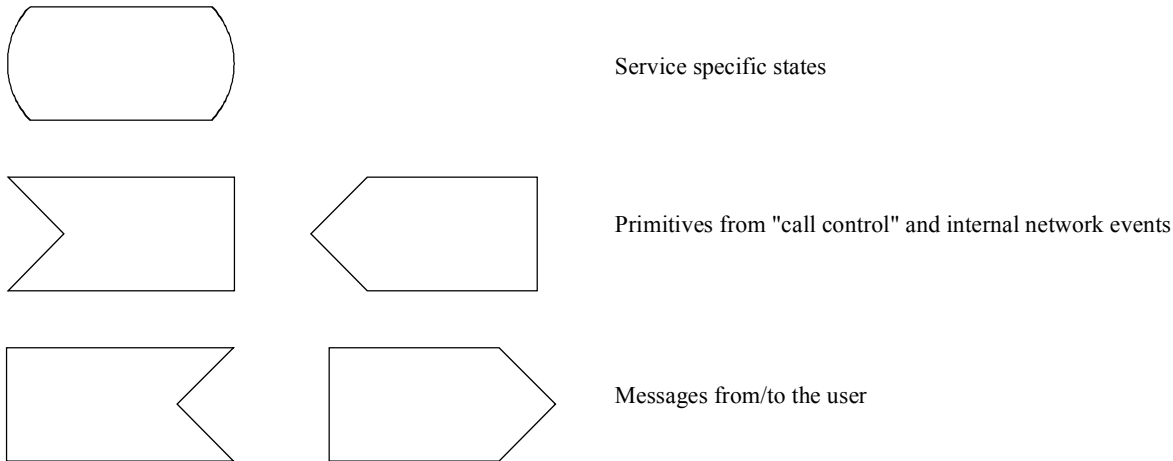 Service specific states
Primitives from "call control" and internal network events
Messages from/to the user